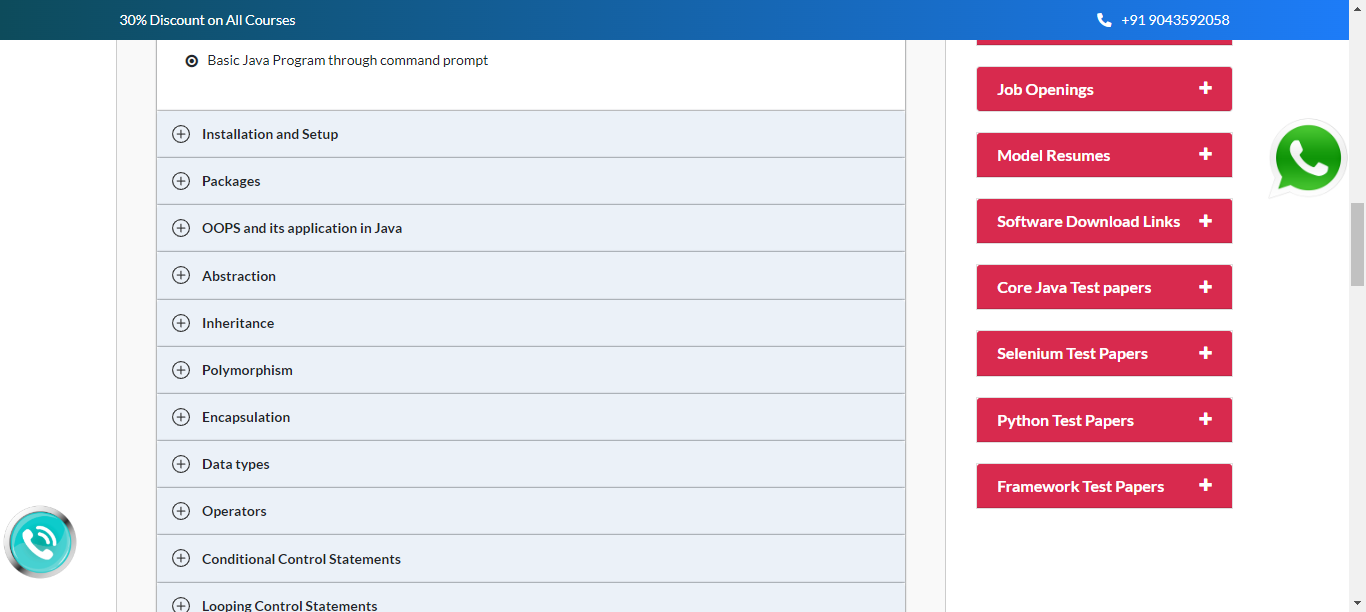 30% Discount on All Courses
+91 9043592058
Basic Java Program through command prompt
Installation and Setup
Packages
OOPS and its application in Java
Abstraction
Inheritance
Polymorphism
Encapsulation
Data types
Operators
Conditional Control Statements
Looping Control Statements
Job Openings
Model Resumes
Software Download Links
Core Java Test papers
Selenium Test Papers
Python Test Papers
Framework Test Papers